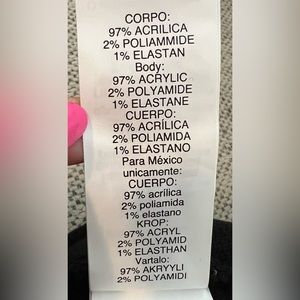 CORPO:
97% ACRILICA
2% POLIAMMIDE
1% ELASTAN
Body:
97% ACRYLIC
2% POLYAMIDE
1% ELASTANE
CUERPO:
97% ACRÍLICA
2% POLIAMIDA
1% ELASTANO
Para México
unicamente:
CUERPO:
97% acrílica
2% poliamida
1% elastano
KROP:
97% ACRYL
2% POLYAMID
1% ELASTHAN
Vartalo:
97% AKRYYLI
2% POLYAMIDI